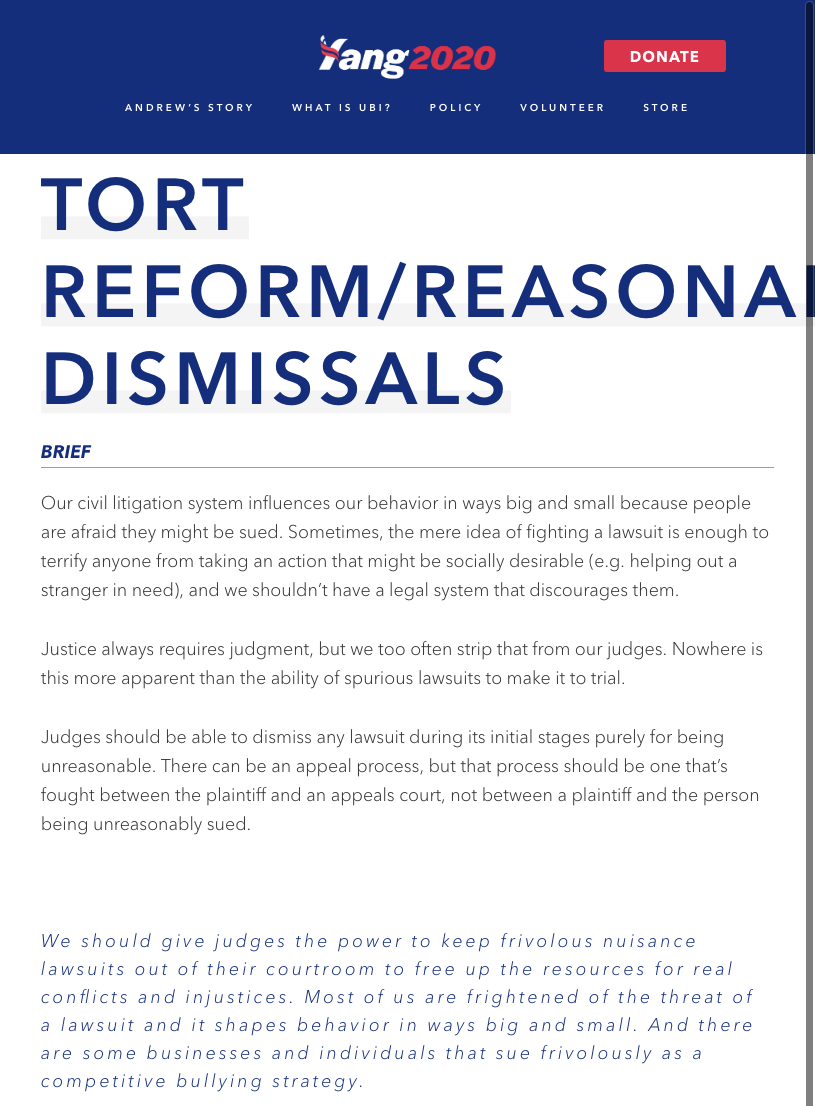 Yang2020
DONATE
ANDREW'S STORY WHAT IS UBI? POLICY VOLUNTEER STORE
TORT
REFORM/REASONA
DISMISSALS
BRIEF
Our civil litigation system influences our behavior in ways big and small because people
are afraid they might be sued. Sometimes, the mere idea of fighting a lawsuit is enough to
terrify anyone from taking an action that might be socially desirable (e.g. helping out a
stranger in need), and we shouldn't have a legal system that discourages them.
Justice always requires judgment, but we too often strip that from our judges. Nowhere is
this more apparent than the ability of spurious lawsuits to make it to trial.
Judges should be able to dismiss any lawsuit during its initial stages purely for being
unreasonable. There can be an appeal process, but that process should be one that's
fought between the plaintiff and an appeals court, not between a plaintiff and the person
being unreasonably sued.
We should give judges the power to keep frivolous nuisance
lawsuits out of their courtroom to free up the resources for real
conflicts and injustices. Most of us are frightened of the threat of
a lawsuit and it shapes behavior in ways big and small. And there
are some businesses and individuals that sue frivolously as a
competitive bullying strategy.